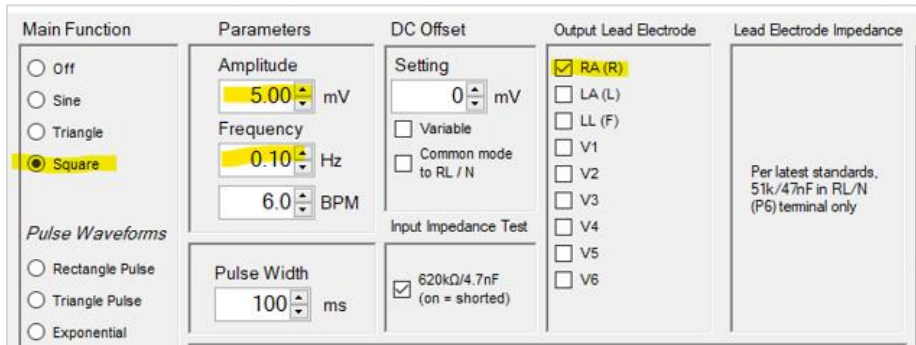 Main Function
Off
Sine
Triangle
Square
Pulse Waveforms
Rectangle Pulse
Triangle Pulse
Exponential
Parameters
Amplitude
5.00 mV
Frequency
0.10 Hz
6.0 BPM
Pulse Width
100 ms
DC Offset
Setting
0 mV
Variable
Common mode
to RL / N
Input Impedance Test
620kΩ/4.7nF
(on = shorted)
Output Lead Electrode
RA (R)
LA (L)
LL (F)
V1
V2
V3
V4
V5
V6
Lead Electrode Impedance
Per latest standards,
51k/47nF in RL/N
(P6) terminal only